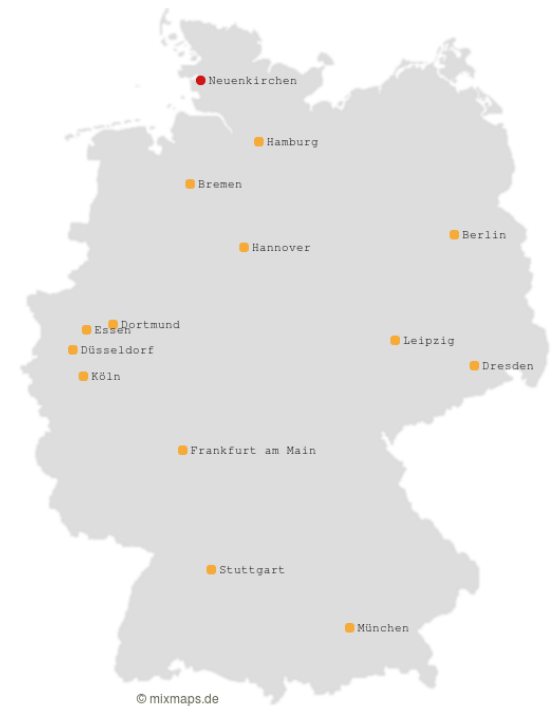 Neuenkirchen
Hamburg
Bremen
Berlin
Hannover
Dortmund
Essen
Leipzig
Düsseldorf
Dresden
Köln
Frankfurt am Main
Stuttgart
München
© mixmaps.de